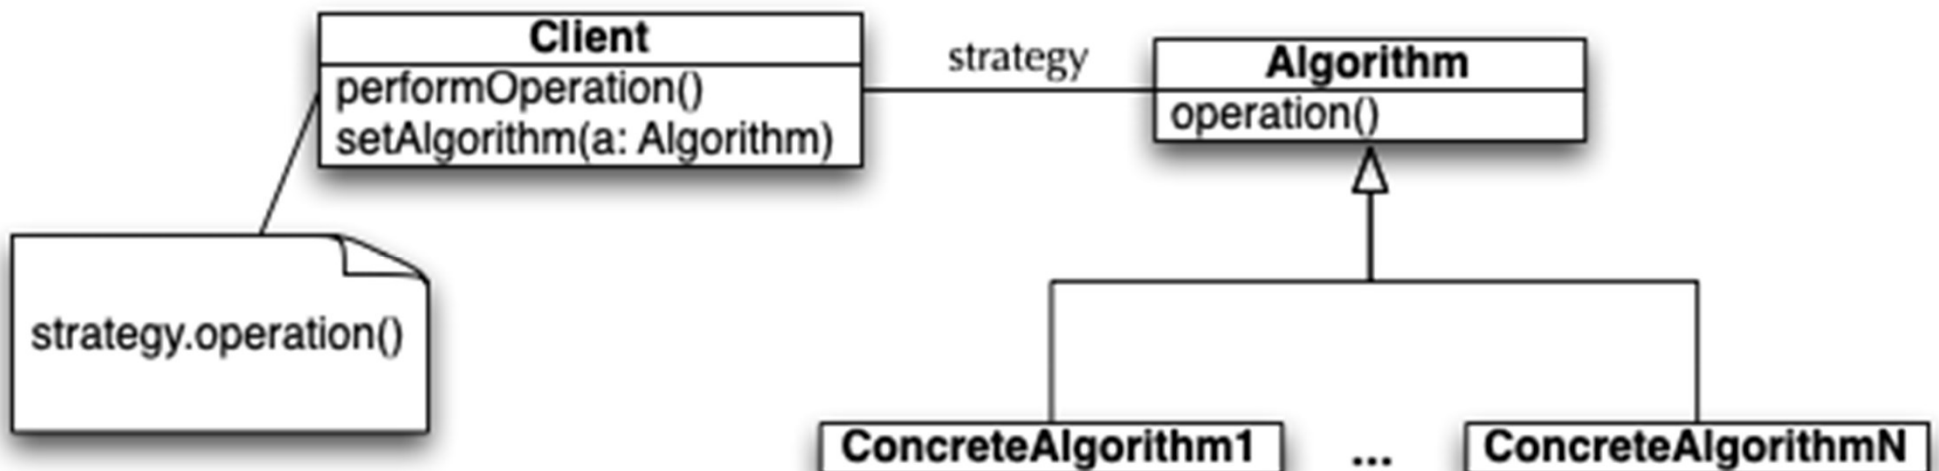 Client
performOperation()
setAlgorithm(a: Algorithm)
strategy
Algorithm
operation()
strategy.operation()
ConcreteAlgorithm1
...
ConcreteAlgorithmN